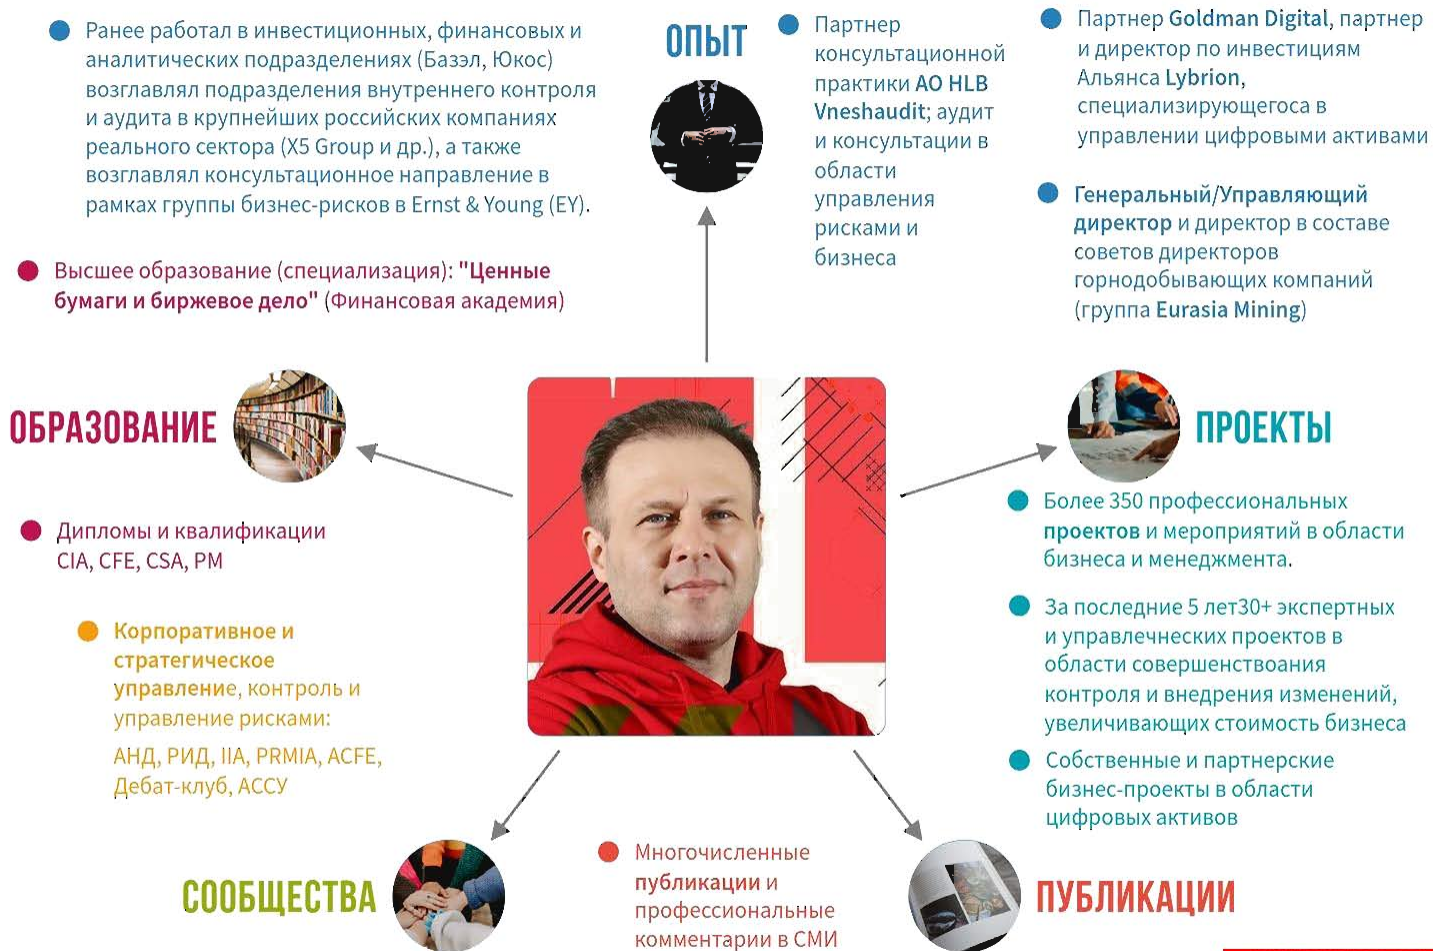 ОПЫТ
Ранее работал в инвестиционных, финансовых и
аналитических подразделениях (Базэл, Юкос)
возглавлял подразделения внутреннего контроля
и аудита в крупнейших российских компаниях
реального сектора (X5 Group и др.), а также
возглавлял консультационное направление в
рамках группы бизнес-рисков в Ernst & Young (EY).
Партнер
консультационной
практики АО HLB
Vneshaudit; аудит
и консультации в
области
управления
рисками и
бизнеса
Партнер Goldman Digital, партнер
и директор по инвестициям
Альянса Lybrion,
специализирующегоса в
управлении цифровыми активами
Генеральный/Управляющий
директор и директор в составе
советов директоров
горнодобывающих компаний
(группа Eurasia Mining)
Высшее образование (специализация): "Ценные
бумаги и биржевое дело" (Финансовая академия)
ОБРАЗОВАНИЕ
Дипломы и квалификации
CIA, CFE, CSA, PM
ПРОЕКТЫ
Более 350 профессиональных
проектов и мероприятий в области
бизнеса и менеджмента.
За последние 5 лет30+ экспертных
и управлечнеских проектов в
области совершенствоания
контроля и внедрения изменений,
увеличивающих стоимость бизнеса
Собственные и партнерские
бизнес-проекты в области
цифровых активов
Корпоративное и
стратегическое
управление, контроль и
управление рисками:
АНД, РИД, IIA, PRMIA, ACFE,
Дебат-клуб, АССУ
СООБЩЕСТВА
Многочисленные
публикации и
профессиональные
комментарии в СМИ
ПУБЛИКАЦИИ